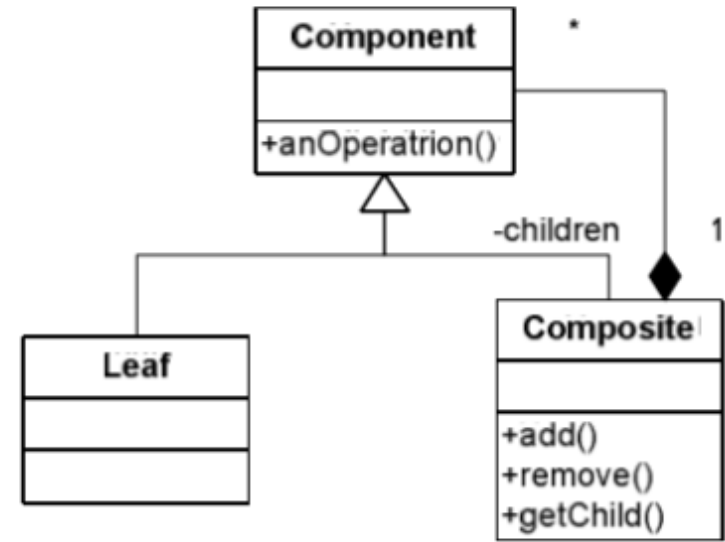 Component
*
+anOperatrion()
-children
1
Leaf
Composite
+add()
+remove()
+getChild()